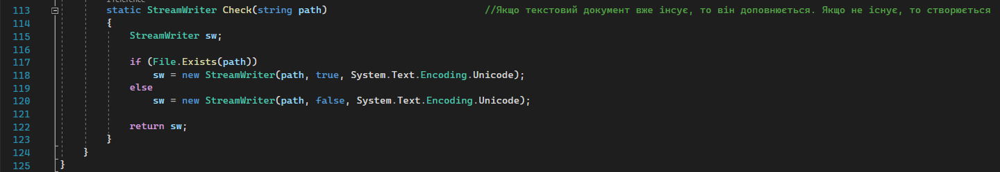 113 static StreamWriter Check(string path) //Якщо текстовий документ вже інсує, то він доповнюється. Якщо не існує, то створюється
114 {
115 StreamWriter sw;
116
117 if (File.Exists(path))
118 sw = new StreamWriter(path, true, System.Text.Encoding.Unicode);
119 else
120 sw = new StreamWriter(path, false, System.Text.Encoding.Unicode);
121
122 return sw;
123 }
124 }
125 }